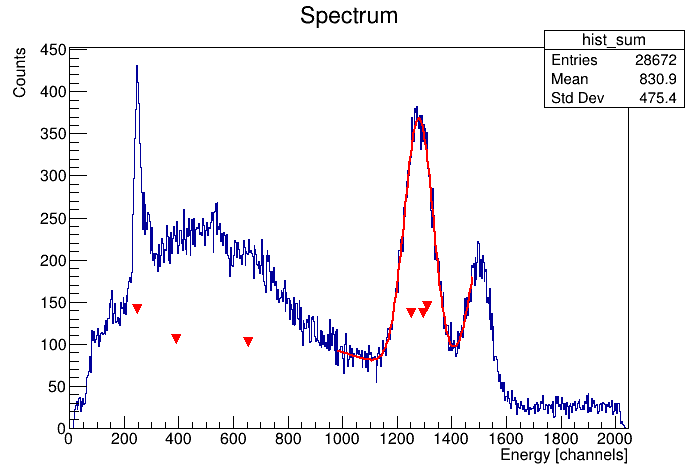 Spectrum
hist_sum
Entries 28672
Mean 830.9
Std Dev 475.4
Counts
450
400
350
300
250
200
150
100
50
0
0 200 400 600 800 1000 1200 1400 1600 1800 2000
Energy [channels]